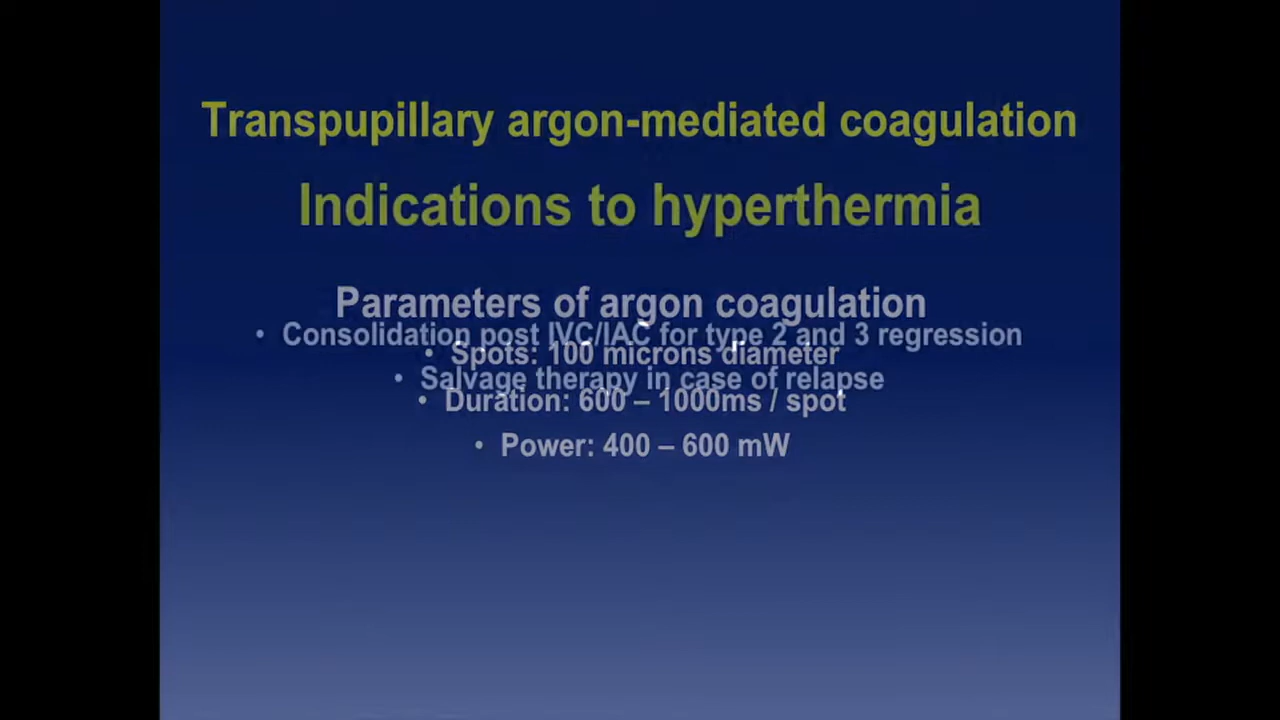 Transpupillary argon-mediated coagulation
Indications to hyperthermia
Parameters of argon coagulation
• Consolidation post IVC/IAC for type 2 and 3 regression
• Spots: 100 microns diameter
• Salvage therapy in case of relapse
• Duration: 600 – 1000ms / spot
• Power: 400 – 600 mW